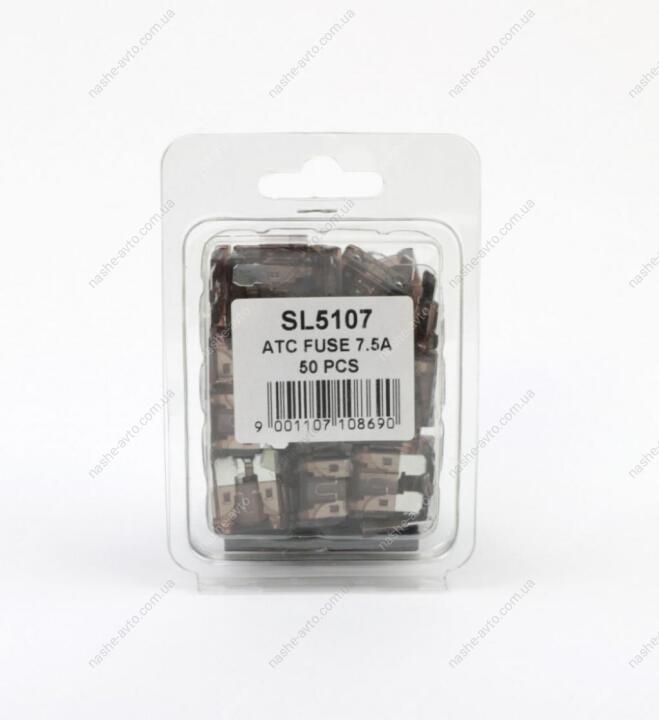 SL5107
ATC FUSE 7.5A
50 PCS
9 001107 108690
nashe-avto.com.ua